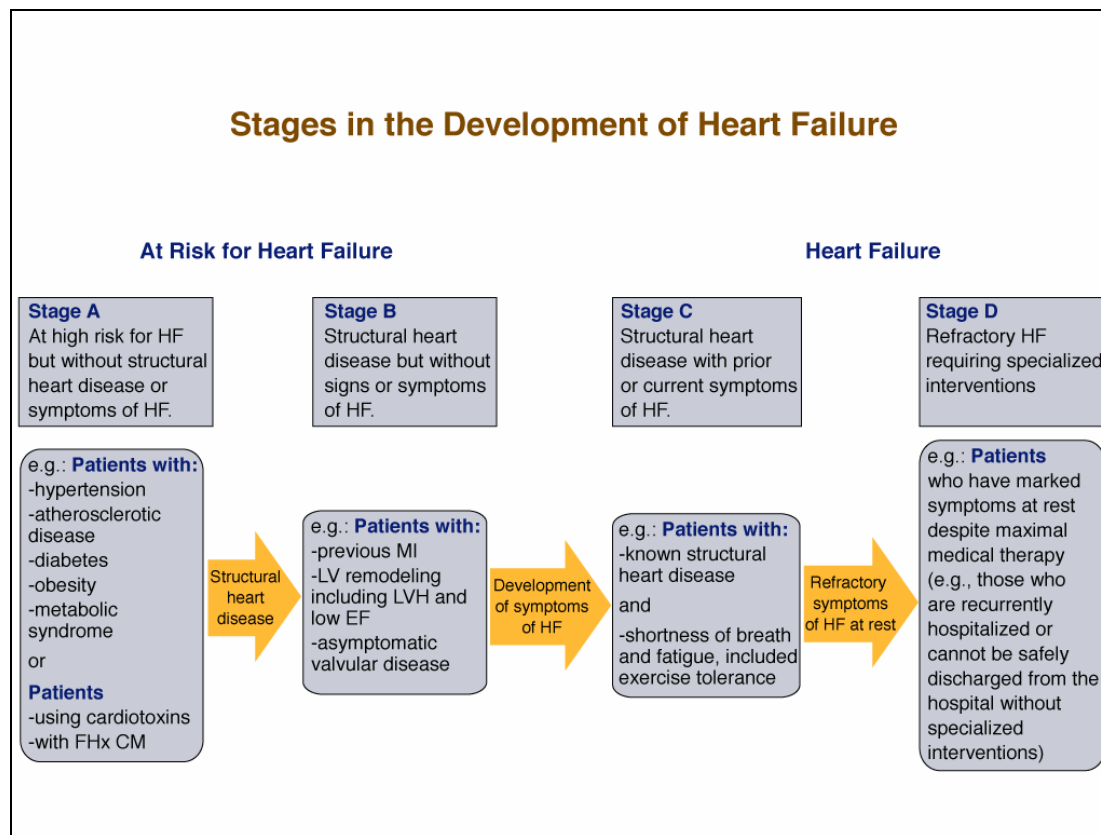 Stages in the Development of Heart Failure
At Risk for Heart Failure
Heart Failure
Stage A
At high risk for HF
but without structural
heart disease or
symptoms of HF.
Stage B
Structural heart
disease but without
signs or symptoms
of HF.
Stage C
Structural heart
disease with prior
or current symptoms
of HF.
Stage D
Refractory HF
requiring specialized
interventions
e.g.: Patients with:
-hypertension
-atherosclerotic
disease
-diabetes
-obesity
-metabolic
syndrome
or
Patients
-using cardiotoxins
-with FHx CM
Structural
heart
disease
e.g.: Patients with:
-previous MI
-LV remodeling
including LVH and
low EF
-asymptomatic
valvular disease
Development
of symptoms
of HF
e.g.: Patients with:
-known structural
heart disease
and
-shortness of breath
and fatigue, included
exercise tolerance
Refractory
symptoms
of HF at rest
e.g.: Patients
who have marked
symptoms at rest
despite maximal
medical therapy
(e.g., those who
are recurrently
hospitalized or
cannot be safely
discharged from the
hospital without
specialized
interventions)